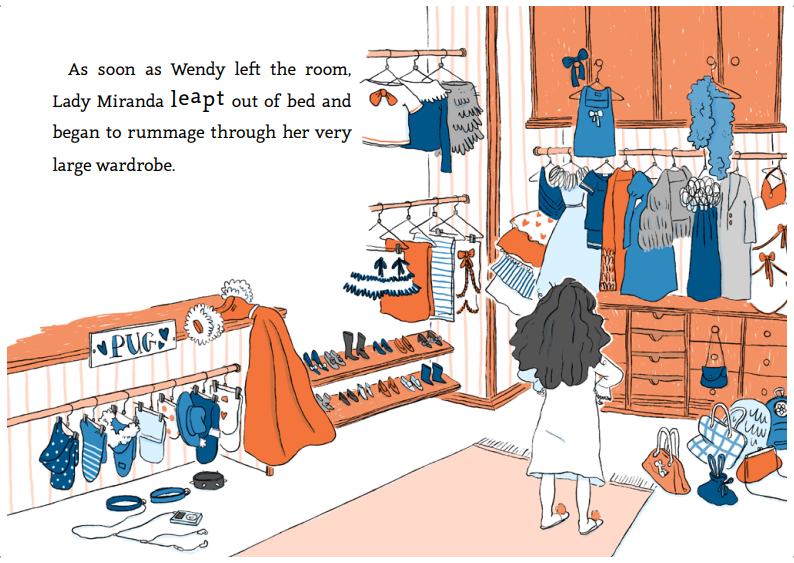 As soon as Wendy left the room,
Lady Miranda leapt out of bed and
began to rummage through her very
large wardrobe.
PUG